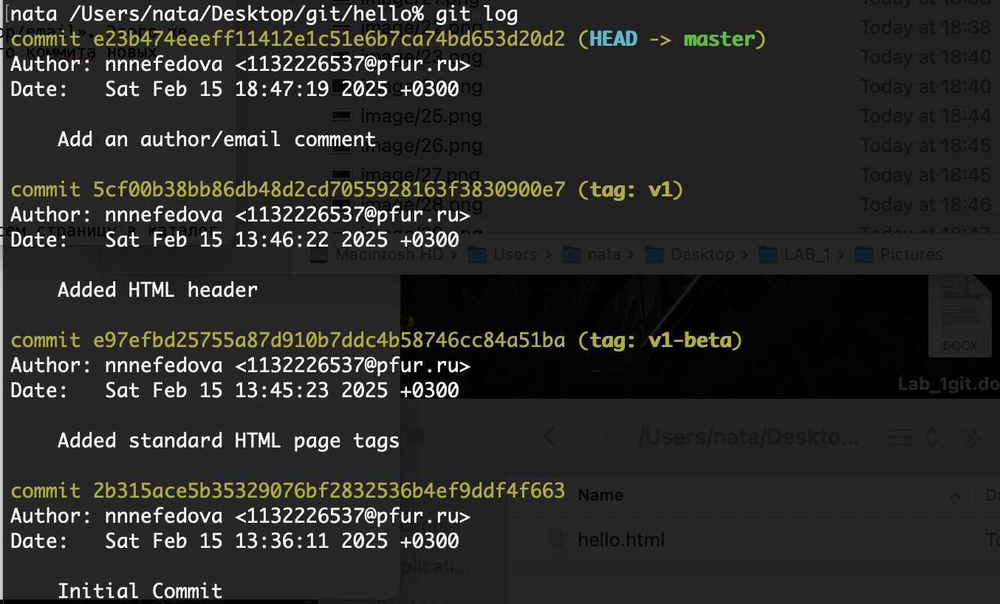 nata /Users/nata/Desktop/git/hello% git log
commit e23b474eeeff11412e1c51e6b7ca74bd653d20d2 (HEAD -> master)
Author: nnnefedova <1132226537@pfur.ru>
Date:   Sat Feb 15 18:47:19 2025 +0300
Add an author/email comment
commit 5cf00b38bb86db48d2cd7055928163f3830900e7 (tag: v1)
Author: nnnefedova <1132226537@pfur.ru>
Date:   Sat Feb 15 13:46:22 2025 +0300
Added HTML header
commit e97efbd25755a87d910b7ddc4b58746cc84a51ba (tag: v1-beta)
Author: nnnefedova <1132226537@pfur.ru>
Date:   Sat Feb 15 13:45:23 2025 +0300
Added standard HTML page tags
commit 2b315ace5b35329076bf2832536b4ef9ddf4f663
Author: nnnefedova <1132226537@pfur.ru>
Date:   Sat Feb 15 13:36:11 2025 +0300
Initial Commit
Today at 18:38
Today at 18:40
Today at 18:40
image/25.png Today at 18:44
image/26.png Today at 18:45
image/27.png Today at 18:45
image/28.png Today at 18:46
коммита новых
страницу в каталог
Macintosh HD › Users › nata › Desktop › LAB_1 › Pictures
DOCX
Lab_1git.do
/Users/nata/Deskto...
Name
hello.html